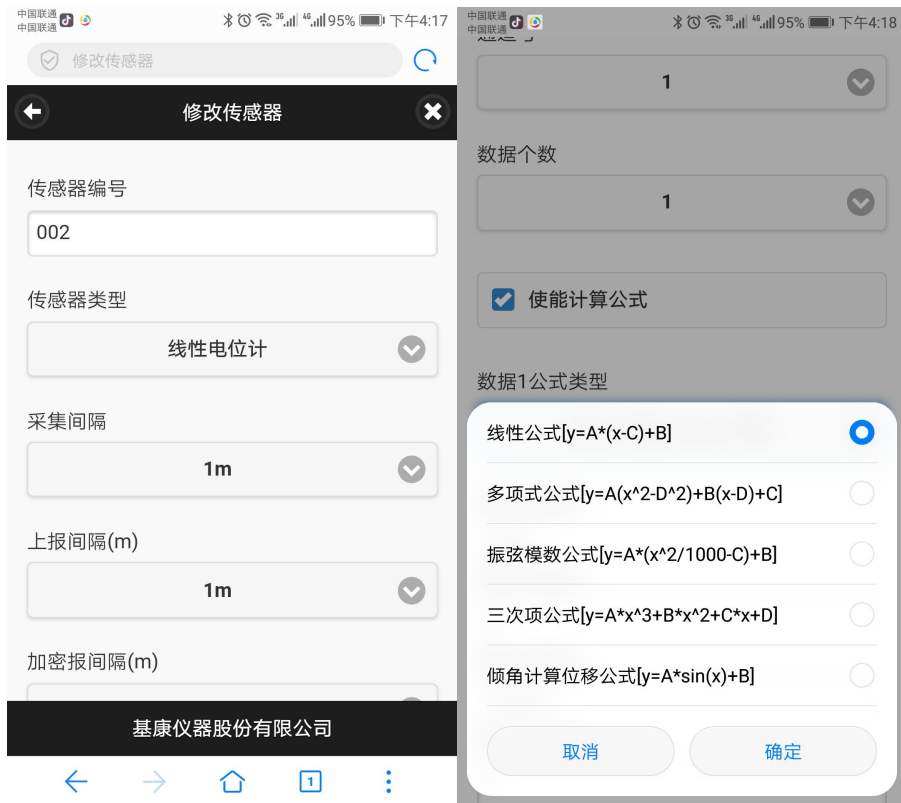 中国联通
中国联通
3G
4G
95%
下午4:17
修改传感器
修改传感器
传感器编号
002
传感器类型
线性电位计
采集间隔
1m
上报间隔(m)
1m
加密报间隔(m)
基康仪器股份有限公司
1
中国联通
中国联通
3G
4G
95%
下午4:18
通道号
1
数据个数
1
使能计算公式
数据1公式类型
线性公式[y=A*(x-C)+B]
多项式公式[y=A(x^2-D^2)+B(x-D)+C]
振弦模数公式[y=A*(x^2/1000-C)+B]
三次项公式[y=A*x^3+B*x^2+C*x+D]
倾角计算位移公式[y=A*sin(x)+B]
取消
确定